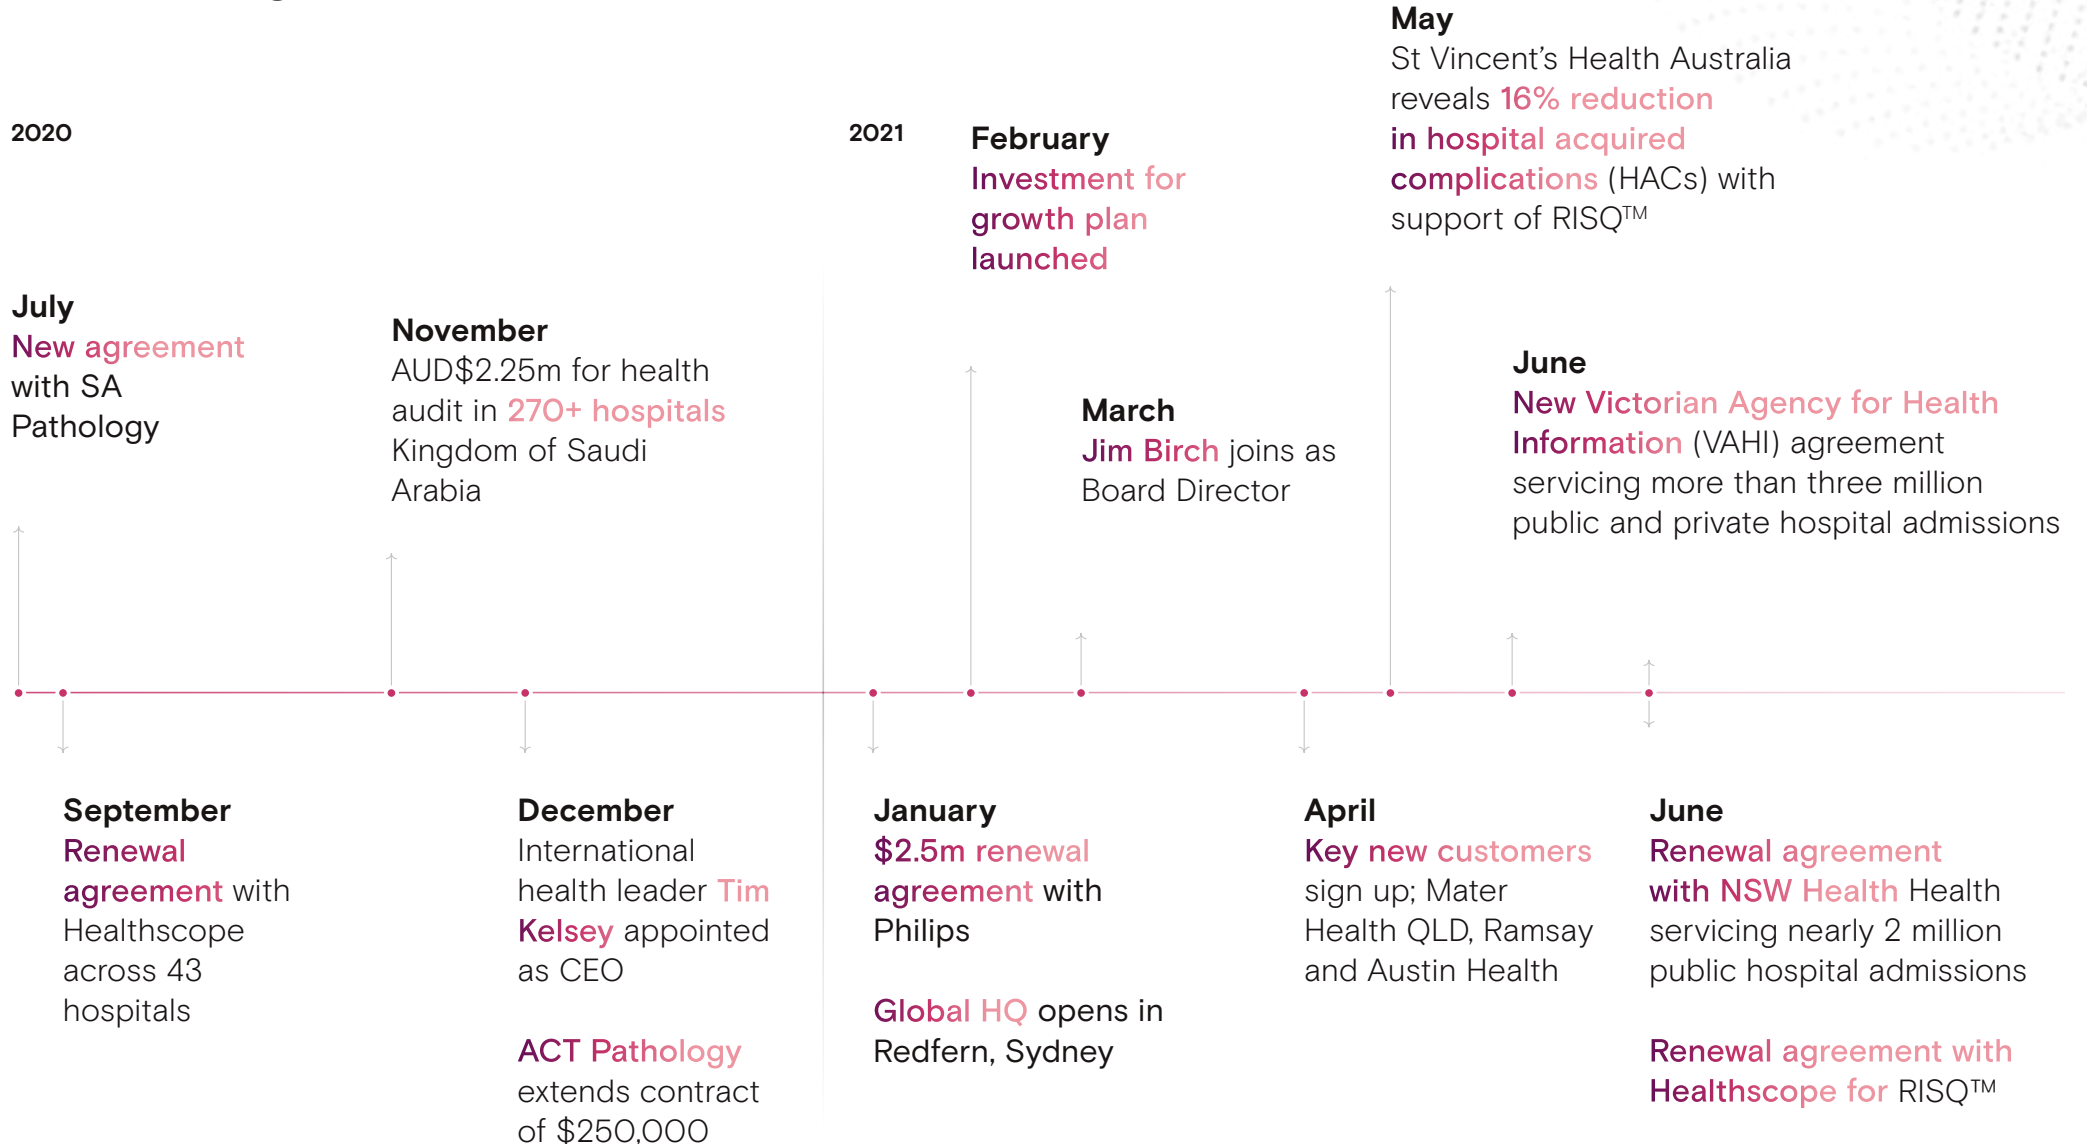 2020
July
New agreement
with SA
Pathology
September
Renewal
agreement with
Healthscope
across 43
hospitals
November
AUD$2.25m for health
audit in 270+ hospitals
Kingdom of Saudi
Arabia
December
International
health leader Tim
Kelsey appointed
as CEO
ACT Pathology
extends contract
of $250,000
2021
January
$2.5m renewal
agreement with
Philips
Global HQ opens in
Redfern, Sydney
February
Investment for
growth plan
launched
March
Jim Birch joins as
Board Director
April
Key new customers
sign up; Mater
Health QLD, Ramsay
and Austin Health
May
St Vincent’s Health Australia
reveals 16% reduction
in hospital acquired
complications (HACs) with
support of RISQ™
June
New Victorian Agency for Health
Information (VAHI) agreement
servicing more than three million
public and private hospital admissions
June
Renewal agreement
with NSW Health Health
servicing nearly 2 million
public hospital admissions
Renewal agreement with
Healthscope for RISQ™